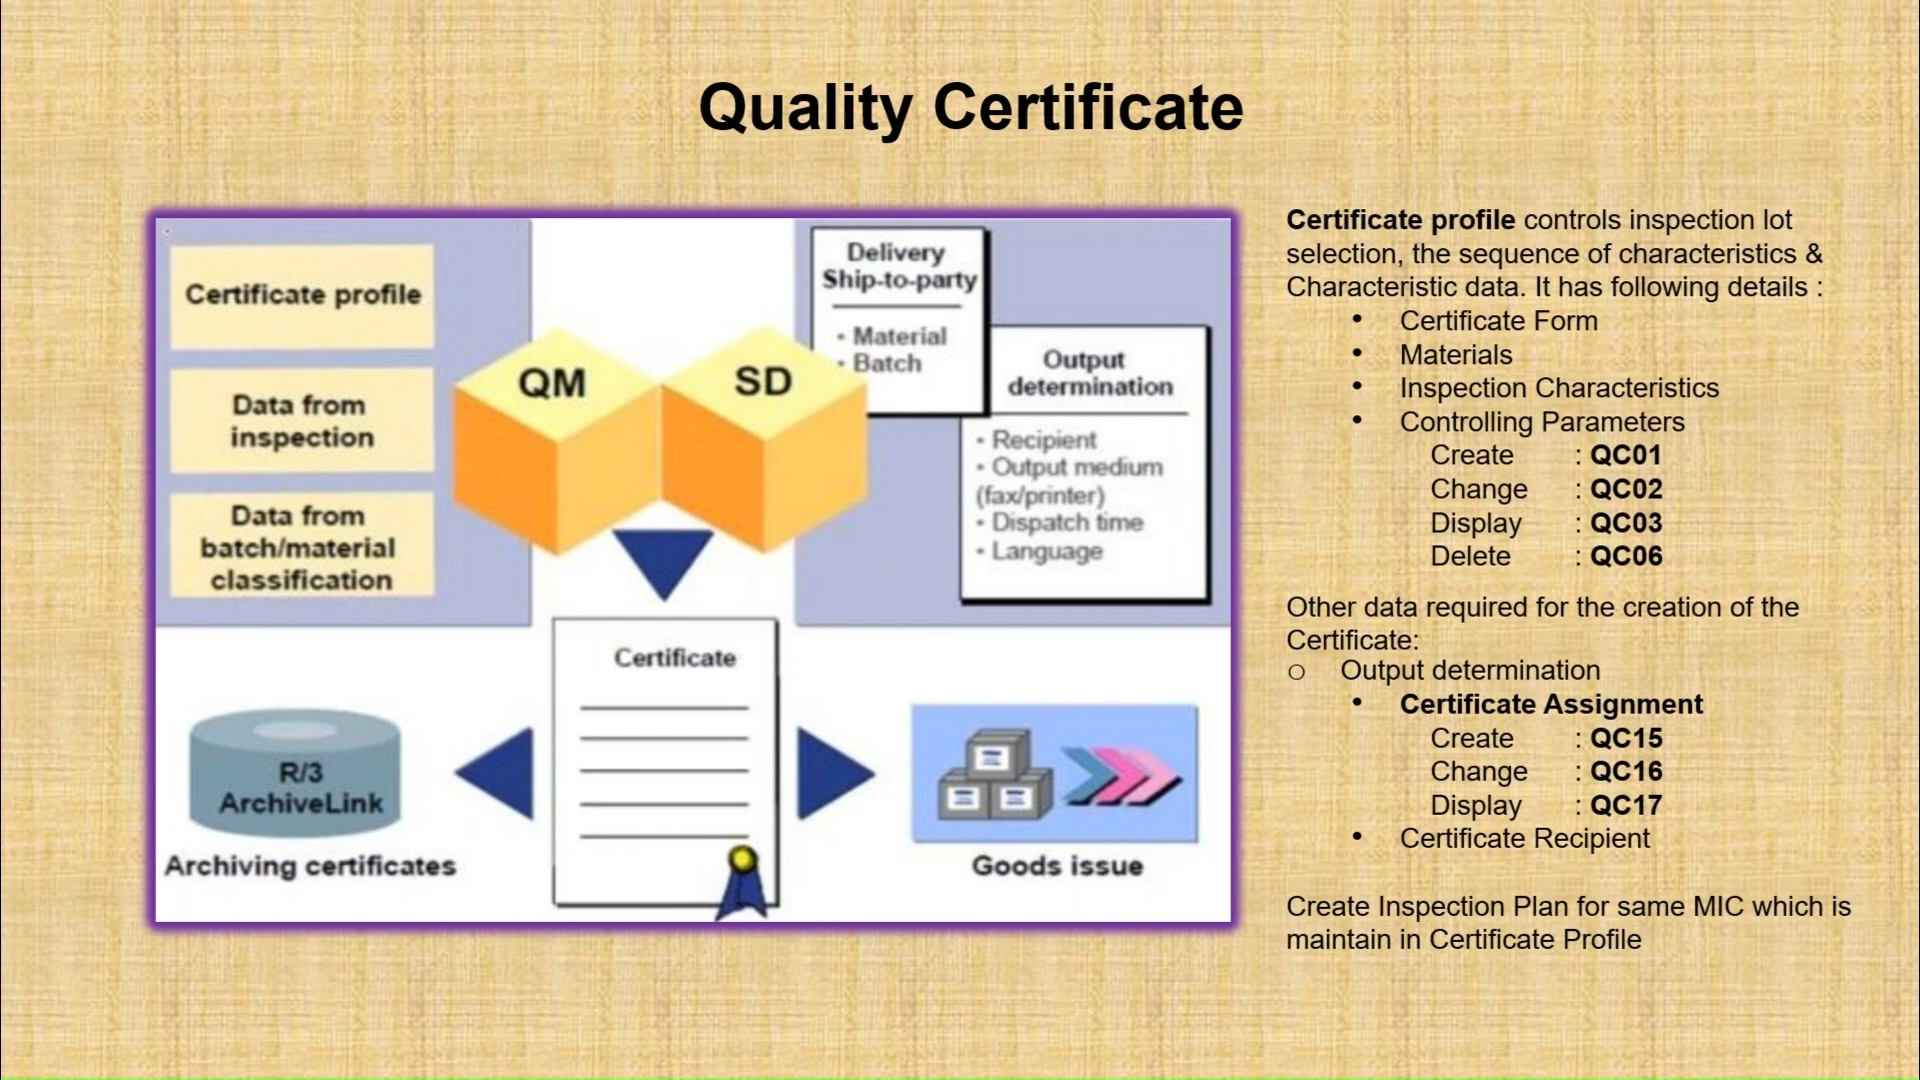 Quality Certificate
Certificate profile
Data from
inspection
Data from
batch/material
classification
QM
SD
Delivery
Ship-to-party
• Material
• Batch
Output
determination
• Recipient
• Output medium
(fax/printer)
• Dispatch time
• Language
Certificate
R/3
ArchiveLink
Archiving certificates
Goods issue
Certificate profile controls inspection lot
selection, the sequence of characteristics &
Characteristic data. It has following details :
• Certificate Form
• Materials
• Inspection Characteristics
• Controlling Parameters
Create : QC01
Change : QC02
Display : QC03
Delete : QC06
Other data required for the creation of the
Certificate:
○ Output determination
• Certificate Assignment
Create : QC15
Change : QC16
Display : QC17
• Certificate Recipient
Create Inspection Plan for same MIC which is
maintain in Certificate Profile